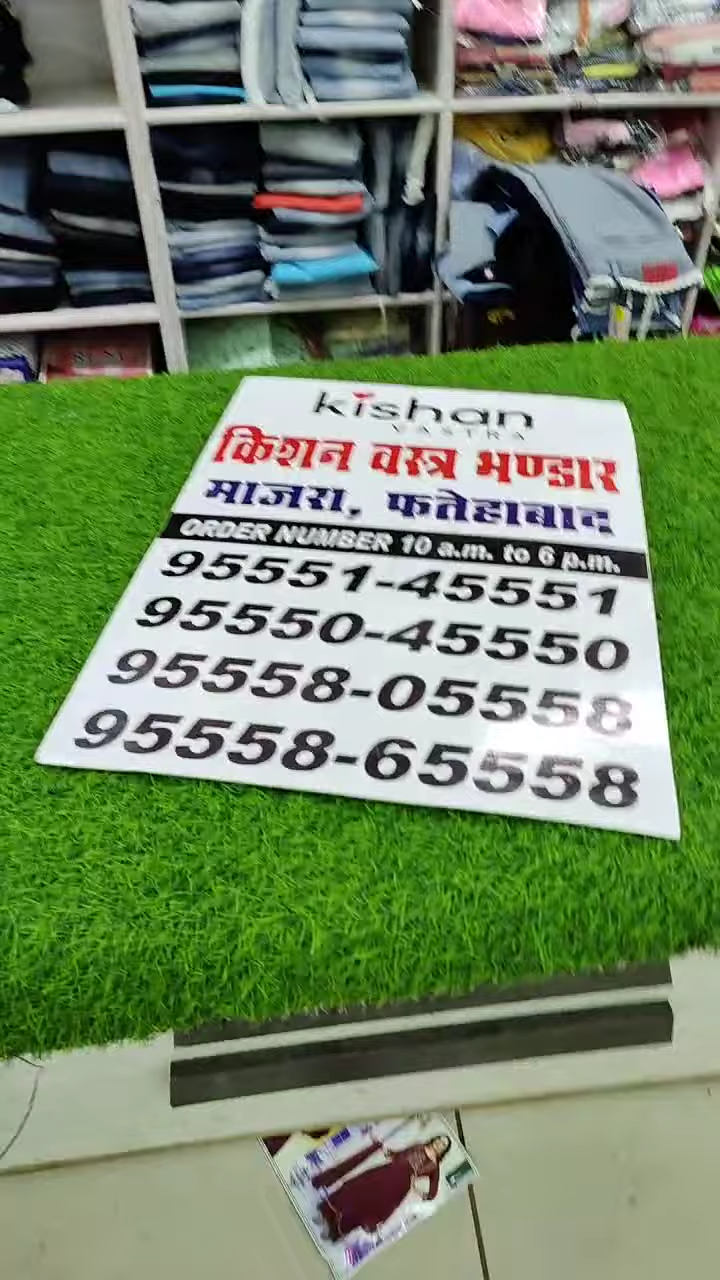 kishan
VASTRA
किशन वस्त्र भण्डार
माजरा, फतेहाबाद
ORDER NUMBER 10 a.m. to 6 p.m.
95551-45551
95550-45550
95558-05558
95558-65558